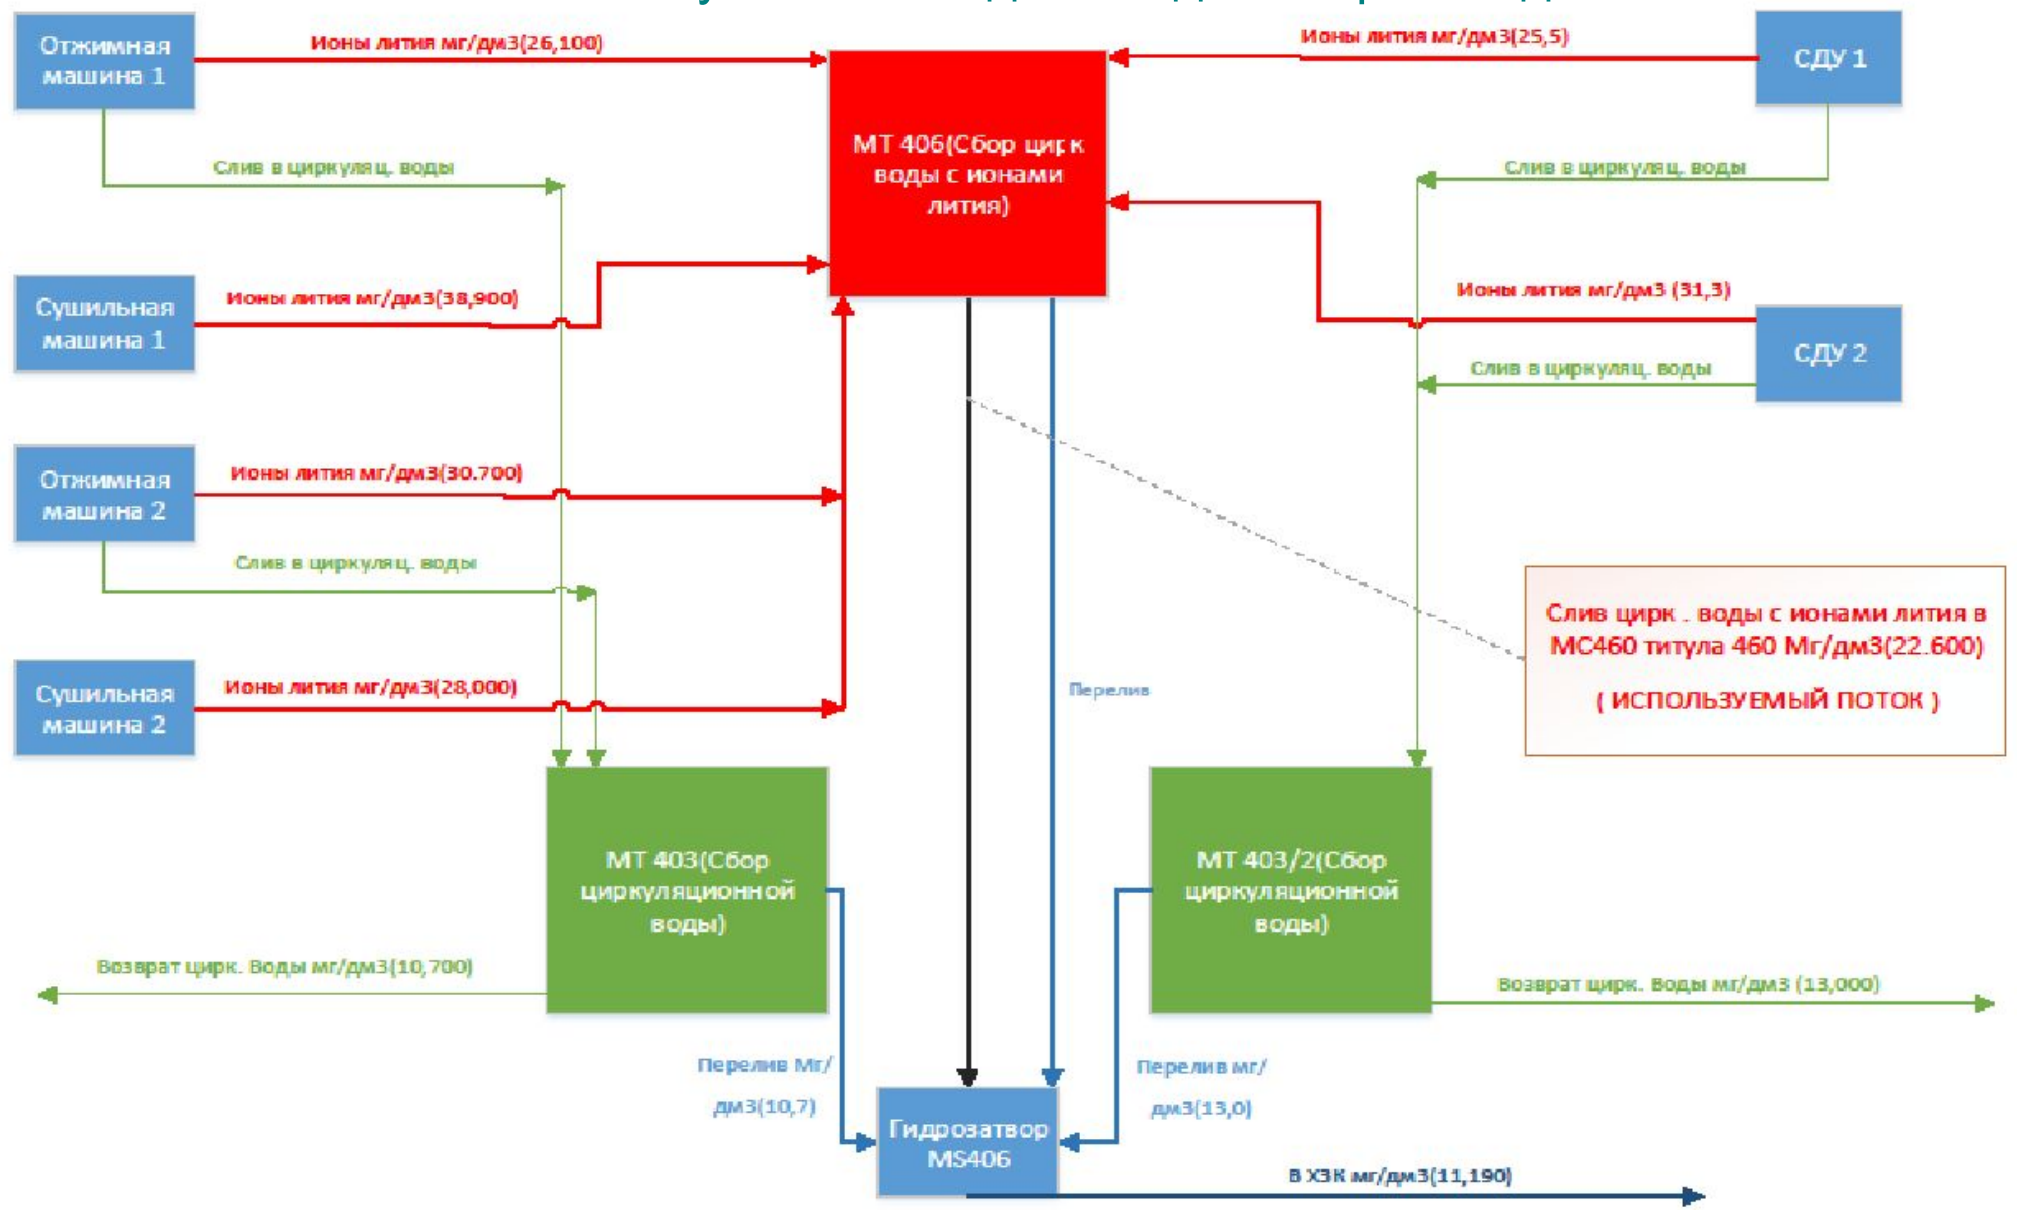 Отжимная
машина 1
Ионы лития мг/дм3(26,100)
Ионы лития мг/дм3(25,5)
СДУ 1
МТ 406(Сбор цирк
воды с ионами
лития)
Слив в циркуляц. воды
Слив в циркуляц. воды
Сушильная
машина 1
Ионы лития мг/дм3(38,900)
Ионы лития мг/дм3 (31,3)
СДУ 2
Слив в циркуляц. воды
Отжимная
машина 2
Ионы лития мг/дм3(30.700)
Слив в циркуляц. воды
Слив цирк . воды с ионами лития в
МС460 титула 460 Мг/дм3(22.600)
( ИСПОЛЬЗУЕМЫЙ ПОТОК )
Сушильная
машина 2
Ионы лития мг/дм3(28,000)
Перелив
МТ 403(Сбор
циркуляционной
воды)
МТ 403/2(Сбор
циркуляционной
воды)
Возврат цирк. Воды мг/дм3(10,700)
Возврат цирк. Воды мг/дм3 (13,000)
Перелив Мг/
дм3(10,7)
Перелив мг/
дм3(13,0)
Гидрозатвор
MS406
В ХЗК мг/дм3(11,190)